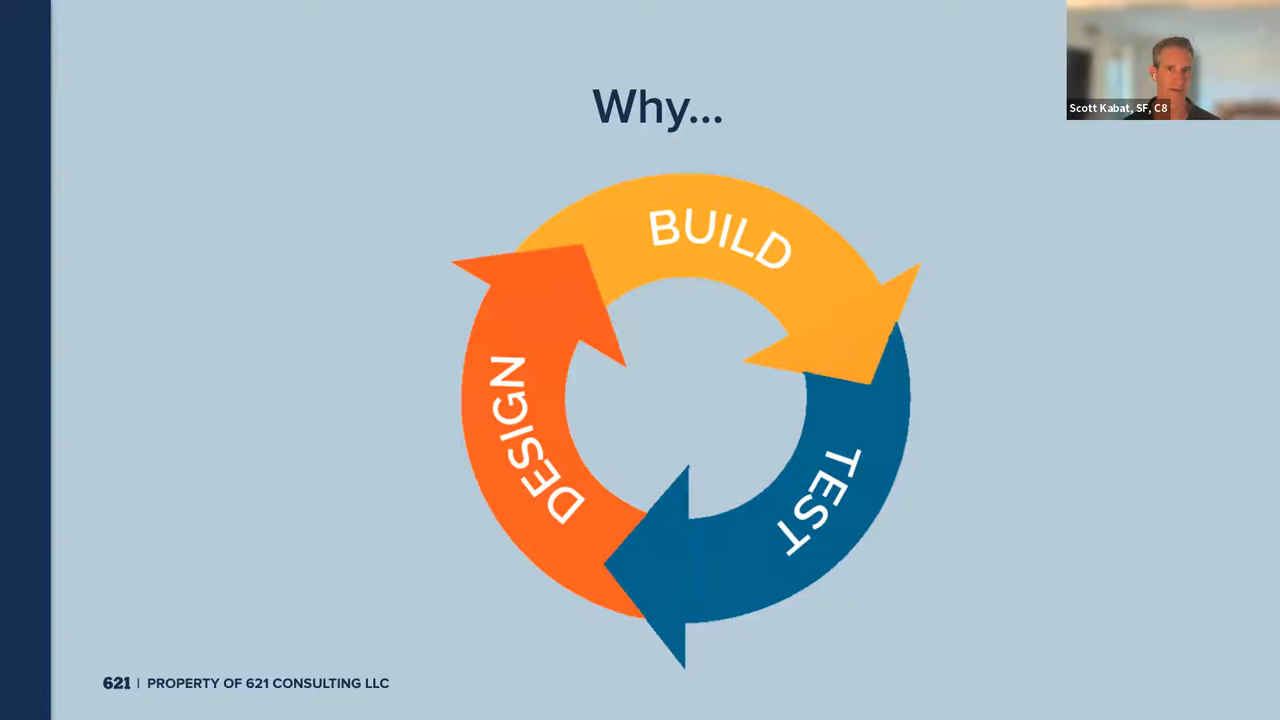 Why...
Scott Kabat, SF, C8
BUILD
DESIGN
TEST
621 | PROPERTY OF 621 CONSULTING LLC